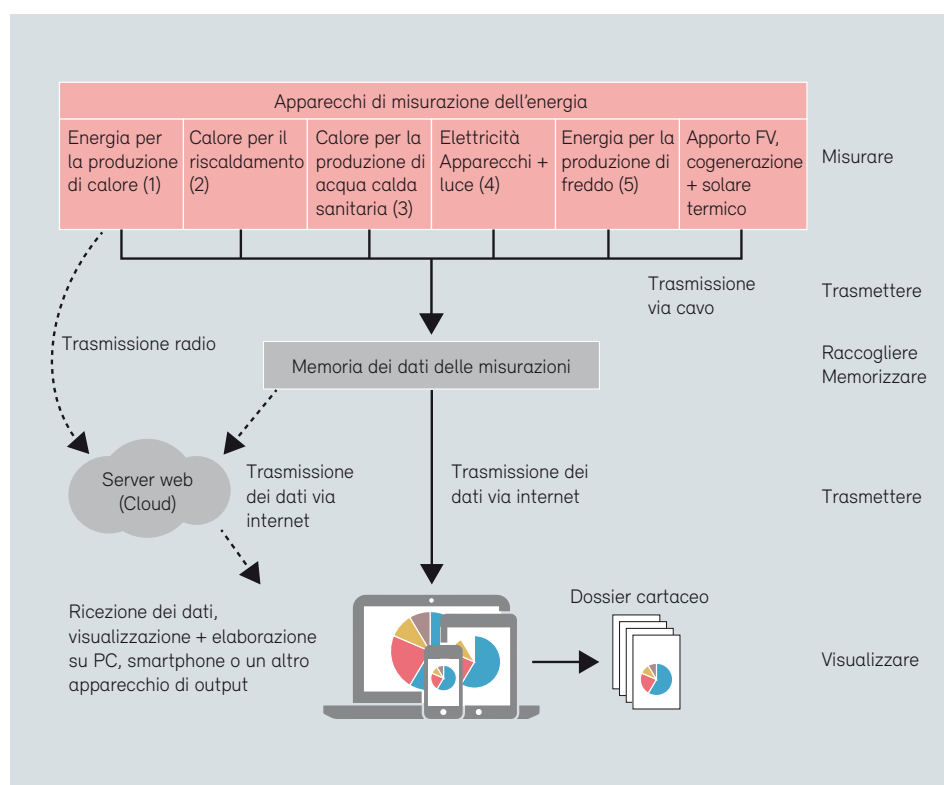 Apparecchi di misurazione dell'energia
Energia per
la produzione
di calore (1)
Calore per il
riscaldamento
(2)
Calore per la
produzione di
acqua calda
sanitaria (3)
Elettricità
Apparecchi +
luce (4)
Energia per la
produzione di
freddo (5)
Apporto FV,
cogenerazione
+ solare
termico
Misurare
Trasmissione
via cavo
Trasmettere
Trasmissione radio
Memoria dei dati delle misurazioni
Raccogliere
Memorizzare
Server web
(Cloud)
Trasmissione
dei dati via
internet
Trasmissione dei
dati via internet
Trasmettere
Ricezione dei dati,
visualizzazione + elaborazione
su PC, smartphone o un altro
apparecchio di output
Dossier cartaceo
Visualizzare